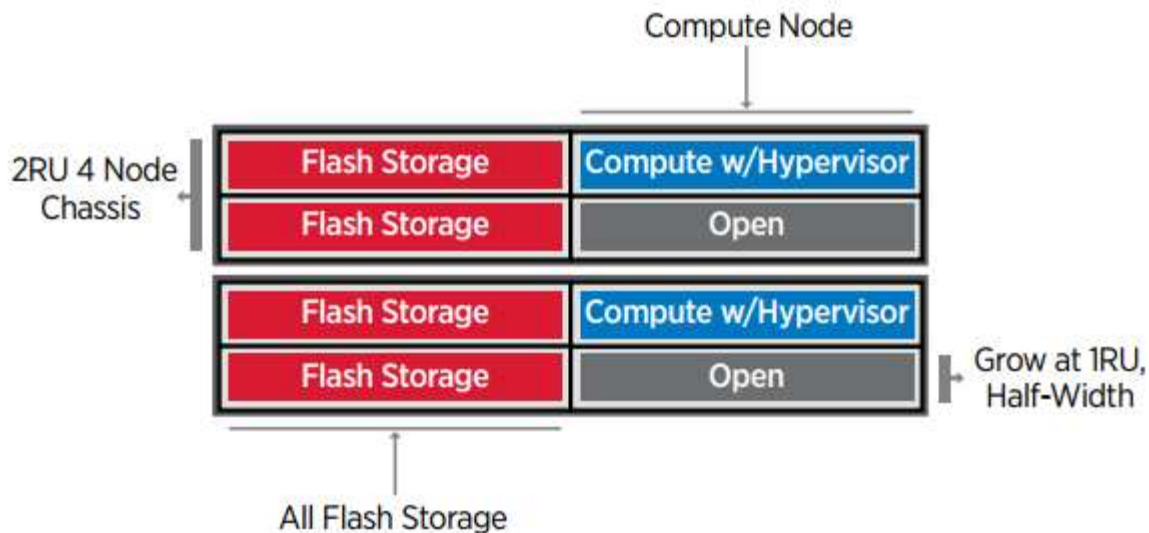 Compute Node
2RU 4 Node
Chassis
Flash Storage
Compute w/Hypervisor
Flash Storage
Open
Flash Storage
Compute w/Hypervisor
Flash Storage
Open
Grow at 1RU,
Half-Width
All Flash Storage